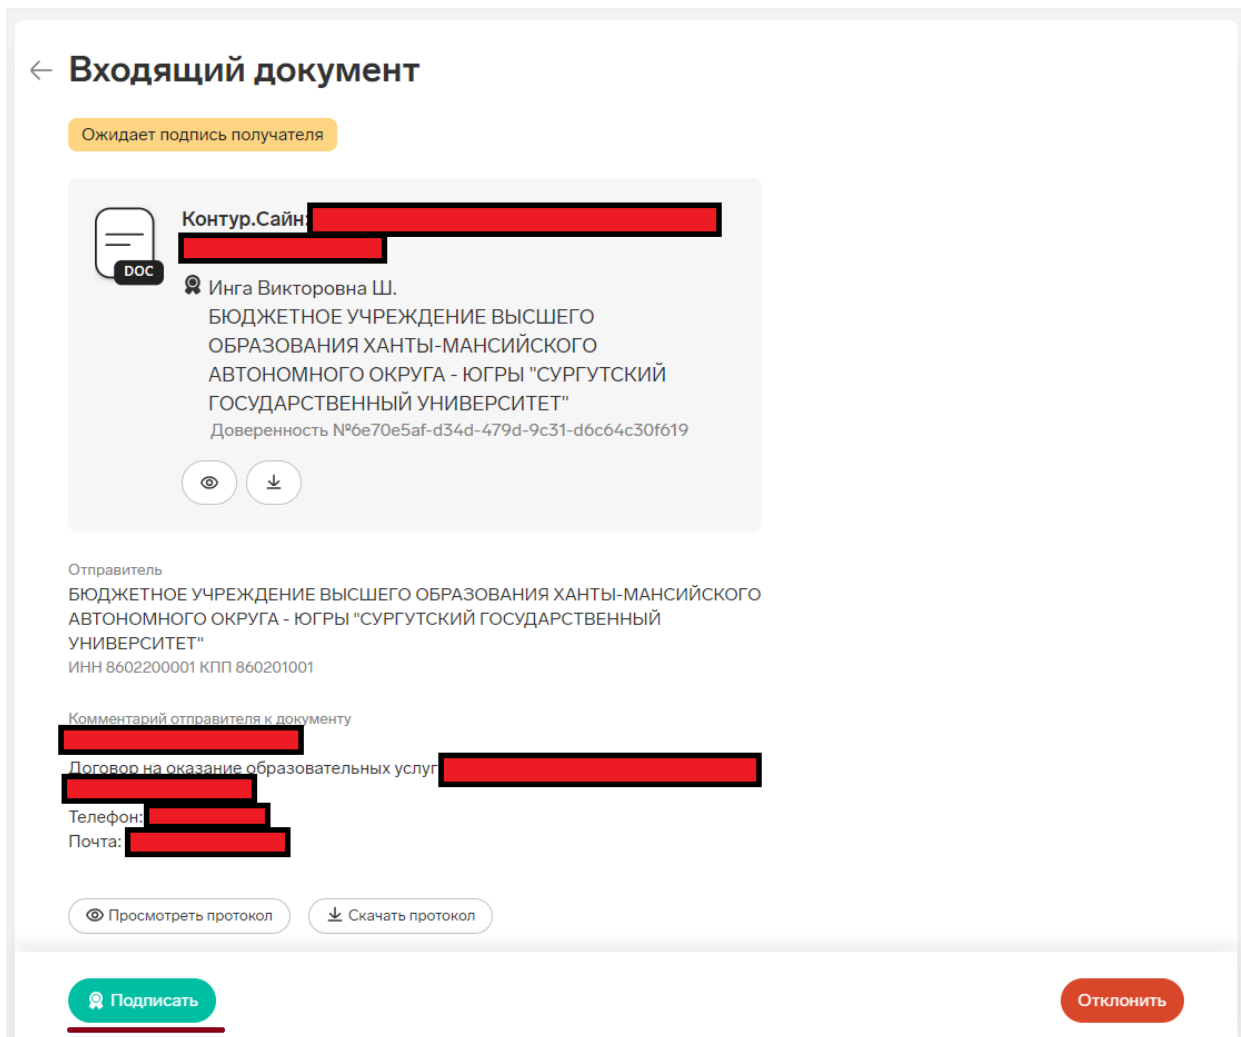 Входящий документ
Ожидает подпись получателя
Контур.Сайн:
DOC
Инга Викторовна Ш.
БЮДЖЕТНОЕ УЧРЕЖДЕНИЕ ВЫСШЕГО
ОБРАЗОВАНИЯ ХАНТЫ-МАНСИЙСКОГО
АВТОНОМНОГО ОКРУГА - ЮГРЫ "СУРГУТСКИЙ
ГОСУДАРСТВЕННЫЙ УНИВЕРСИТЕТ"
Доверенность №6e70e5af-d34d-479d-9c31-d6c64c30f619
Отправитель
БЮДЖЕТНОЕ УЧРЕЖДЕНИЕ ВЫСШЕГО ОБРАЗОВАНИЯ ХАНТЫ-МАНСИЙСКОГО
АВТОНОМНОГО ОКРУГА - ЮГРЫ "СУРГУТСКИЙ ГОСУДАРСТВЕННЫЙ
УНИВЕРСИТЕТ"
ИНН 8602200001 КПП 860201001
Комментарий отправителя к документу
Договор на оказание образовательных услуг
Телефон:
Почта:
Просмотреть протокол
Скачать протокол
Подписать
Отклонить